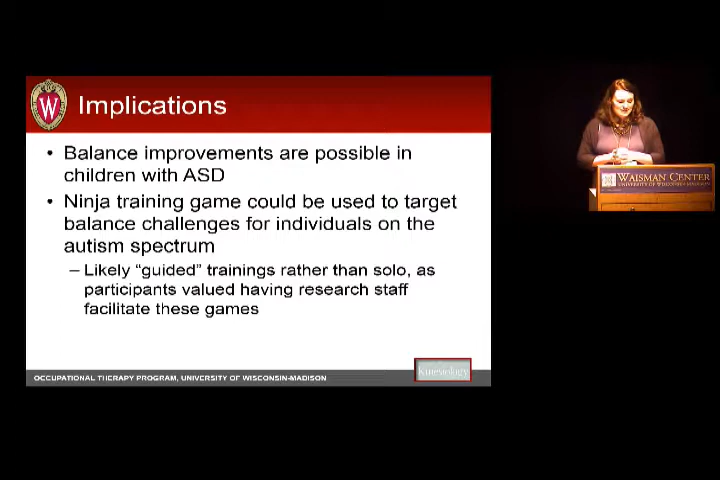 W
Implications
• Balance improvements are possible in
children with ASD
• Ninja training game could be used to target
balance challenges for individuals on the
autism spectrum
– Likely “guided” trainings rather than solo, as
participants valued having research staff
facilitate these games
Kinesiology
OCCUPATIONAL THERAPY PROGRAM, UNIVERSITY OF WISCONSIN-MADISON
WAISMAN CENTER
UNIVERSITY OF WISCONSIN-MADISON